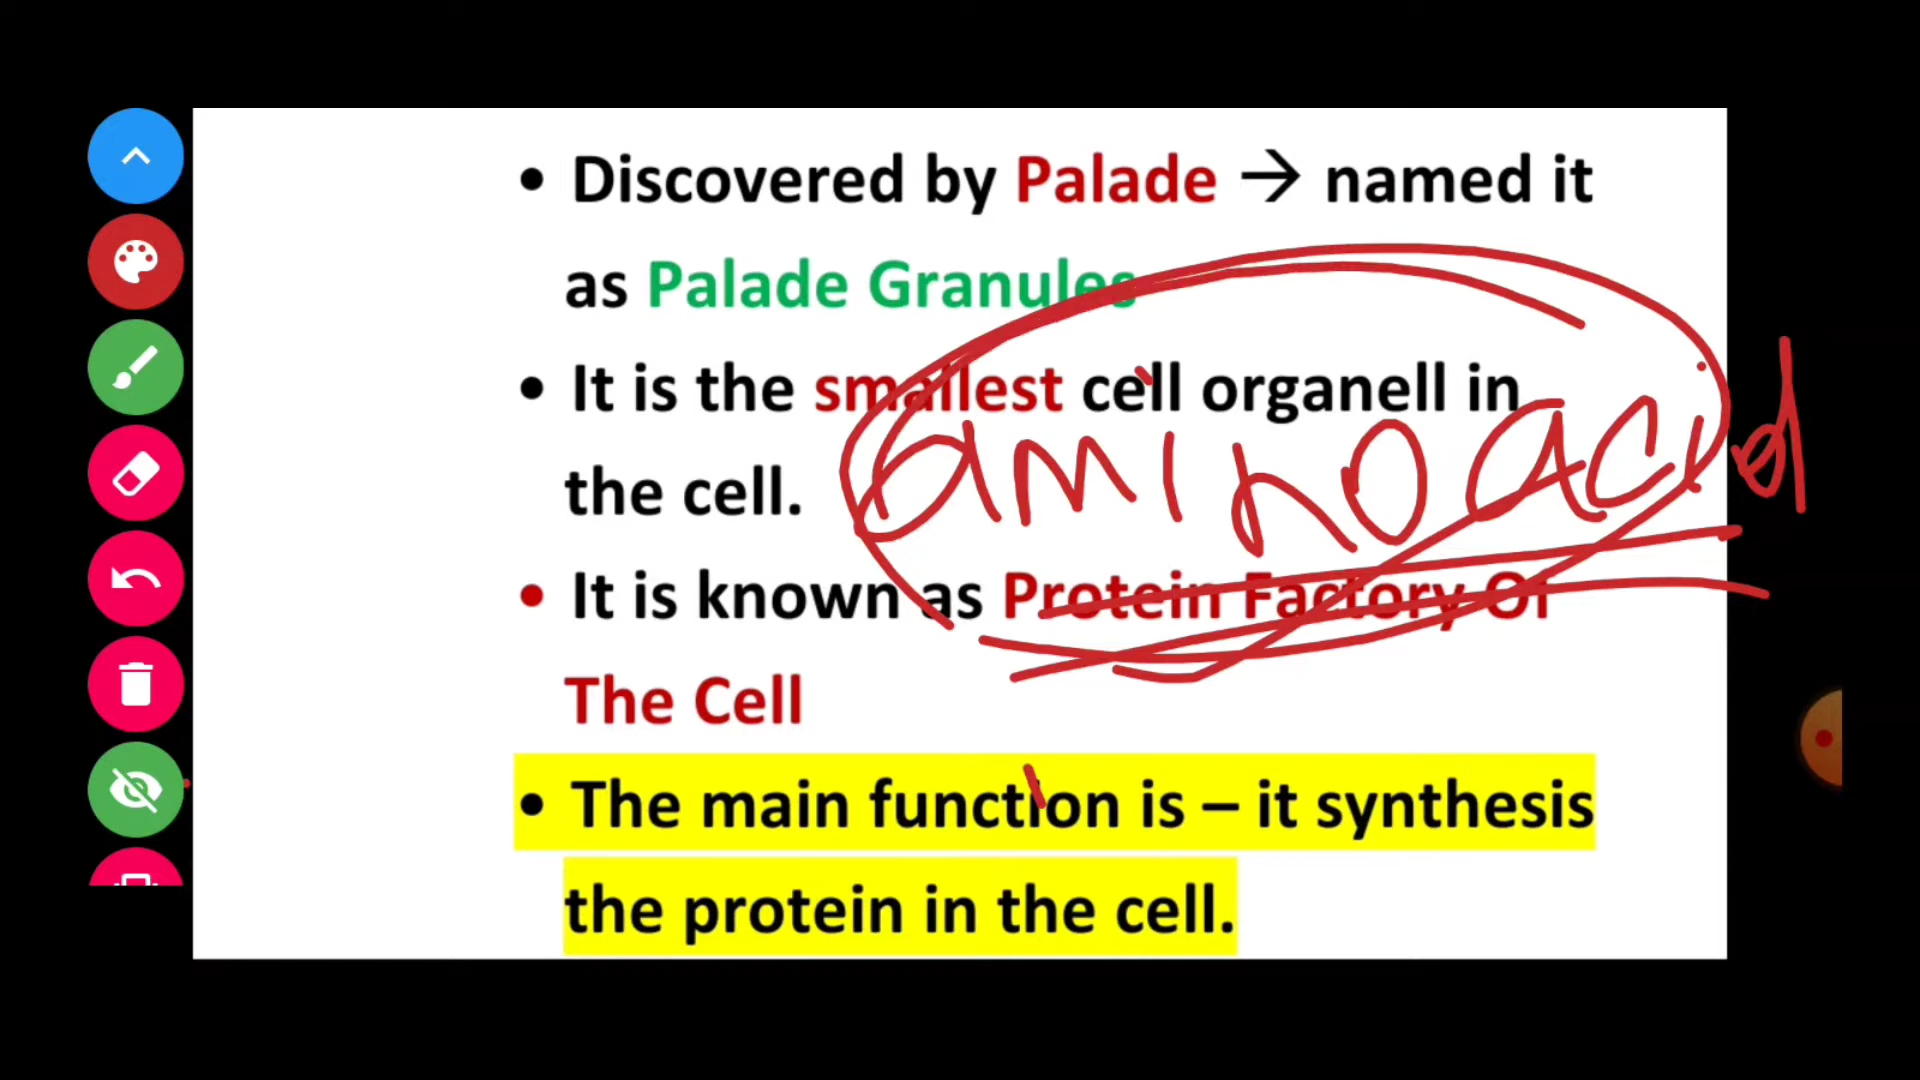 • Discovered by Palade → named it
as Palade Granules
• It is the smallest cell organell in
amino acid
the cell.
• It is known as Protein Factory Of
The Cell
• The main function is – it synthesis
the protein in the cell.